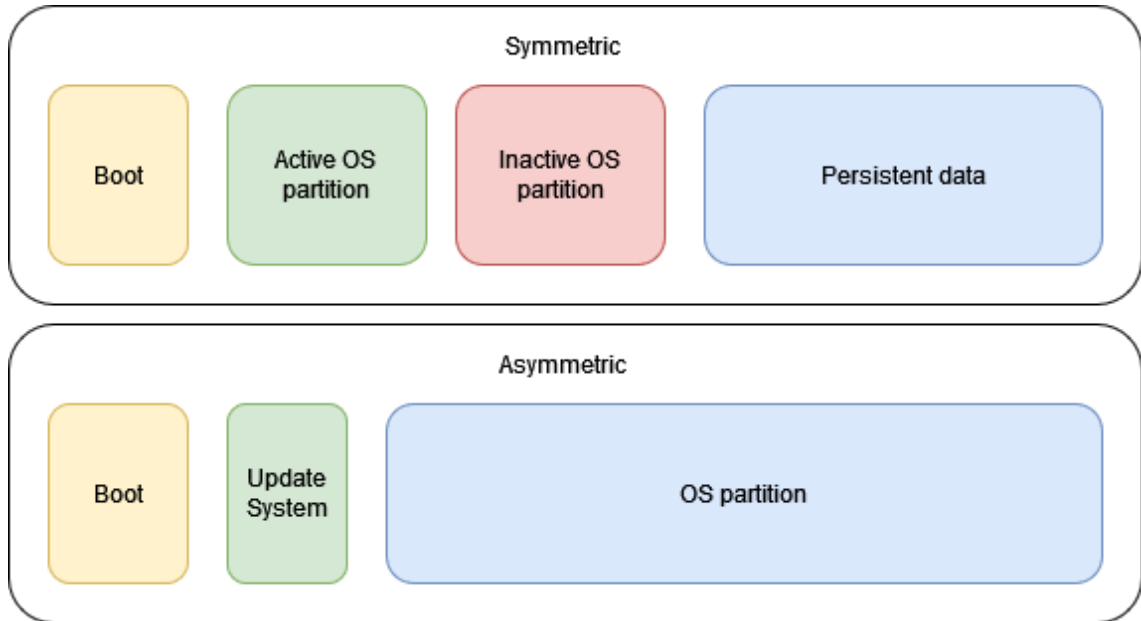 Symmetric
Boot
Active OS
partition
Inactive OS
partition
Persistent data
Asymmetric
Boot
Update
System
OS partition